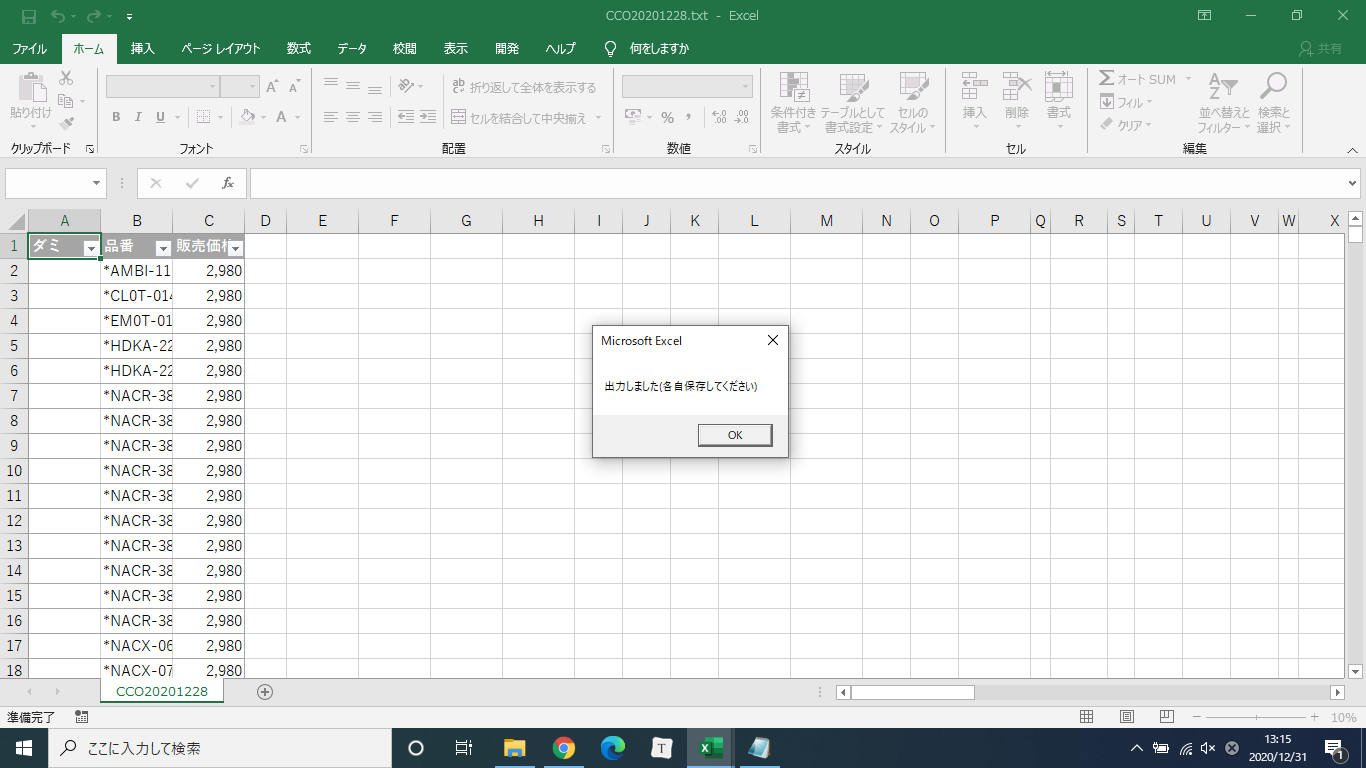 CCO20201228.txt - Excel
ファイル ホーム 挿入 ページ レイアウト 数式 データ 校閲 表示 開発 ヘルプ 何をしますか 共有
貼り付け
クリップボード
B I U A
フォント
ab 折り返して全体を表示する
セルを結合して中央揃え
配置
% ,
数値
条件付き書式
テーブルとして書式設定
セルのスタイル
スタイル
挿入 削除 書式
セル
Σ オート SUM
フィル
クリア
並べ替えとフィルター
検索と選択
編集
fx
A B C D E F G H I J K L M N O P Q R S T U V W X
1 ダミ 品番 販売価格
2 *AMBI-11 2,980
3 *CL0T-014 2,980
4 *EM0T-01 2,980
5 *HDKA-22 2,980
6 *HDKA-22 2,980
7 *NACR-38 2,980
8 *NACR-38 2,980
9 *NACR-38 2,980
10 *NACR-38 2,980
11 *NACR-38 2,980
12 *NACR-38 2,980
13 *NACR-38 2,980
14 *NACR-38 2,980
15 *NACR-38 2,980
16 *NACR-38 2,980
17 *NACX-06 2,980
18 *NACX-07 2,980
Microsoft Excel
出力しました(各自保存してください)
OK
CCO20201228
準備完了
10%
ここに入力して検索
T
13:15
2020/12/31
1